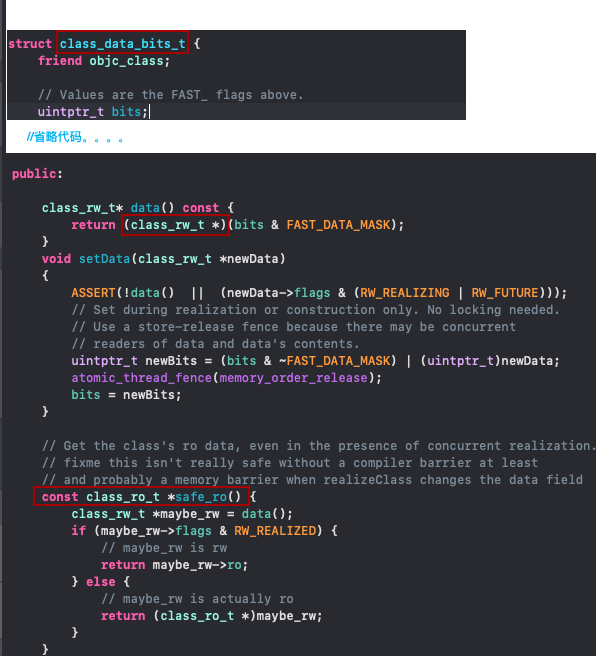 struct class_data_bits_t {
    friend objc_class;
    // Values are the FAST_ flags above.
    uintptr_t bits;
//省略代码。。。。
public:
    class_rw_t* data() const {
        return (class_rw_t *)(bits & FAST_DATA_MASK);
    }
    void setData(class_rw_t *newData)
    {
        ASSERT(!data()  ||  (newData->flags & (RW_REALIZING | RW_FUTURE)));
        // Set during realization or construction only. No locking needed.
        // Use a store-release fence because there may be concurrent
        // readers of data and data's contents.
        uintptr_t newBits = (bits & ~FAST_DATA_MASK) | (uintptr_t)newData;
        atomic_thread_fence(memory_order_release);
        bits = newBits;
    }
    // Get the class's ro data, even in the presence of concurrent realization.
    // fixme this isn't really safe without a compiler barrier at least
    // and probably a memory barrier when realizeClass changes the data field
    const class_ro_t *safe_ro() {
        class_rw_t *maybe_rw = data();
        if (maybe_rw->flags & RW_REALIZED) {
            // maybe_rw is rw
            return maybe_rw->ro;
        } else {
            // maybe_rw is actually ro
            return (class_ro_t *)maybe_rw;
        }
    }